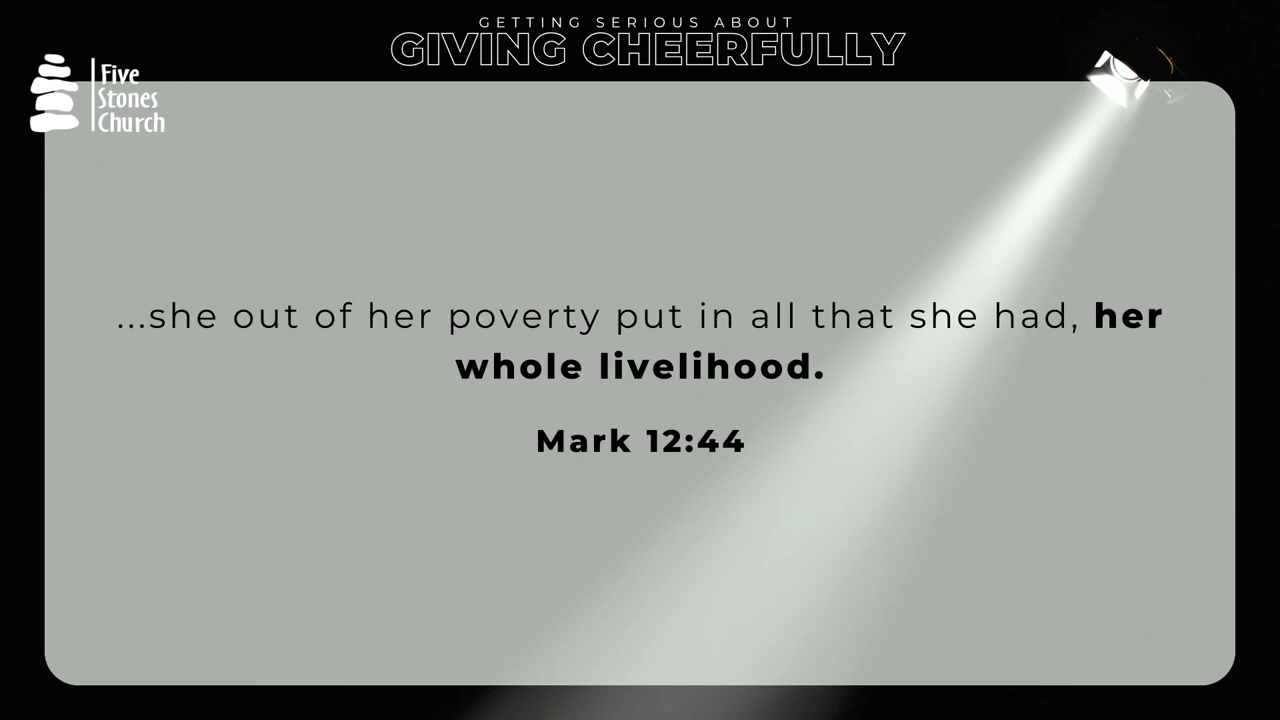 GETTING SERIOUS ABOUT
GIVING CHEERFULLY
Five
Stones
Church
...she out of her poverty put in all that she had, her
whole livelihood.
Mark 12:44